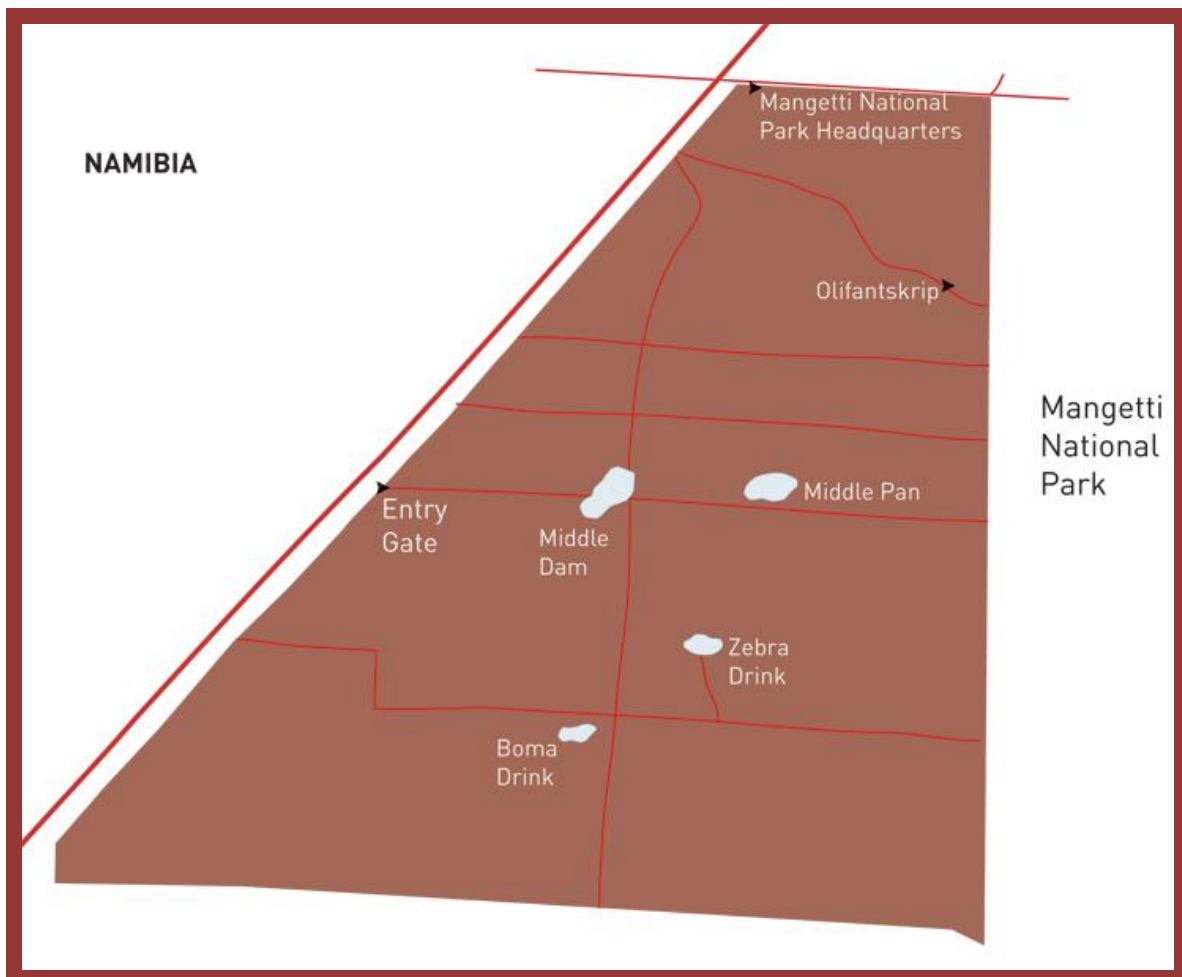 Mangetti National
Park Headquarters
NAMIBIA
Olifantskrip
Mangetti
National
Park
Entry
Gate
Middle
Dam
Middle Pan
Zebra
Drink
Boma
Drink